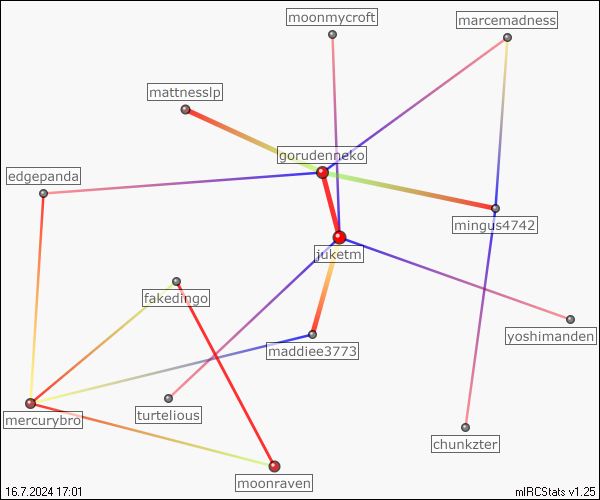 moonmycroft
marcemadness
mattnesslp
gorudenneko
edgepanda
mingus4742
juketm
fakedingo
yoshimanden
maddiee3773
mercurybro
turtelious
chunkzter
moonraven
16.7.2024 17:01
mIRCStats v1.25